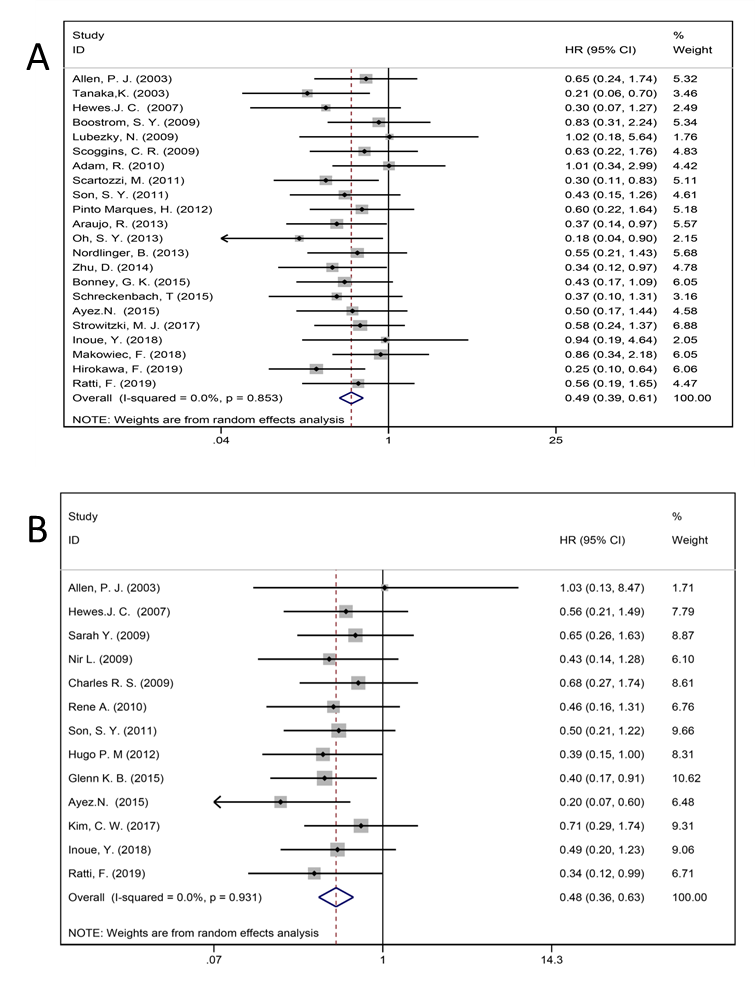 A
Study %
ID HR (95% CI) Weight
Allen, P. J. (2003) 0.65 (0.24, 1.74) 5.32
Tanaka,K. (2003) 0.21 (0.06, 0.70) 3.46
Hewes.J. C. (2007) 0.30 (0.07, 1.27) 2.49
Boostrom, S. Y. (2009) 0.83 (0.31, 2.24) 5.34
Lubezky, N. (2009) 1.02 (0.18, 5.64) 1.76
Scoggins, C. R. (2009) 0.63 (0.22, 1.76) 4.83
Adam, R. (2010) 1.01 (0.34, 2.99) 4.42
Scartozzi, M. (2011) 0.30 (0.11, 0.83) 5.11
Son, S. Y. (2011) 0.43 (0.15, 1.26) 4.61
Pinto Marques, H. (2012) 0.60 (0.22, 1.64) 5.18
Araujo, R. (2013) 0.37 (0.14, 0.97) 5.57
Oh, S. Y. (2013) 0.18 (0.04, 0.90) 2.15
Nordlinger, B. (2013) 0.55 (0.21, 1.43) 5.68
Zhu, D. (2014) 0.34 (0.12, 0.97) 4.78
Bonney, G. K. (2015) 0.43 (0.17, 1.09) 6.05
Schreckenbach, T (2015) 0.37 (0.10, 1.31) 3.16
Ayez.N. (2015) 0.50 (0.17, 1.44) 4.58
Strowitzki, M. J. (2017) 0.58 (0.24, 1.37) 6.88
Inoue, Y. (2018) 0.94 (0.19, 4.64) 2.05
Makowiec, F. (2018) 0.86 (0.34, 2.18) 6.05
Hirokawa, F. (2019) 0.25 (0.10, 0.64) 6.06
Ratti, F. (2019) 0.56 (0.19, 1.65) 4.47
Overall (I-squared = 0.0%, p = 0.853) 0.49 (0.39, 0.61) 100.00
NOTE: Weights are from random effects analysis
.04 1 25
B
Study %
ID HR (95% CI) Weight
Allen, P. J. (2003) 1.03 (0.13, 8.47) 1.71
Hewes.J. C. (2007) 0.56 (0.21, 1.49) 7.79
Sarah Y. (2009) 0.65 (0.26, 1.63) 8.87
Nir L. (2009) 0.43 (0.14, 1.28) 6.10
Charles R. S. (2009) 0.68 (0.27, 1.74) 8.61
Rene A. (2010) 0.46 (0.16, 1.31) 6.76
Son, S. Y. (2011) 0.50 (0.21, 1.22) 9.66
Hugo P. M (2012) 0.39 (0.15, 1.00) 8.31
Glenn K. B. (2015) 0.40 (0.17, 0.91) 10.62
Ayez.N. (2015) 0.20 (0.07, 0.60) 6.48
Kim, C. W. (2017) 0.71 (0.29, 1.74) 9.31
Inoue, Y. (2018) 0.49 (0.20, 1.23) 9.06
Ratti, F. (2019) 0.34 (0.12, 0.99) 6.71
Overall (I-squared = 0.0%, p = 0.931) 0.48 (0.36, 0.63) 100.00
NOTE: Weights are from random effects analysis
.07 1 14.3